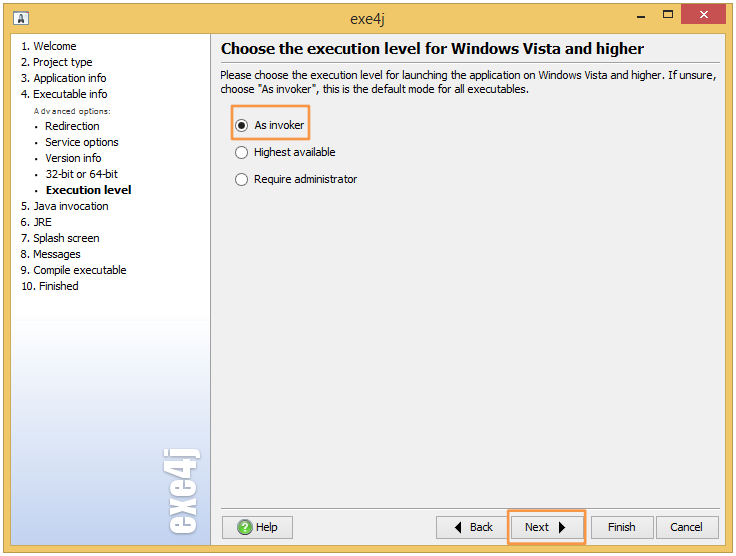 exe4j
1. Welcome
2. Project type
3. Application info
4. Executable info
Advanced options:
• Redirection
• Service options
• Version info
• 32-bit or 64-bit
• Execution level
5. Java invocation
6. JRE
7. Splash screen
8. Messages
9. Compile executable
10. Finished
exe4j
Choose the execution level for Windows Vista and higher
Please choose the execution level for launching the application on Windows Vista and higher. If unsure,
choose "As invoker", this is the default mode for all executables.
As invoker
Highest available
Require administrator
Help
Back
Next
Finish
Cancel